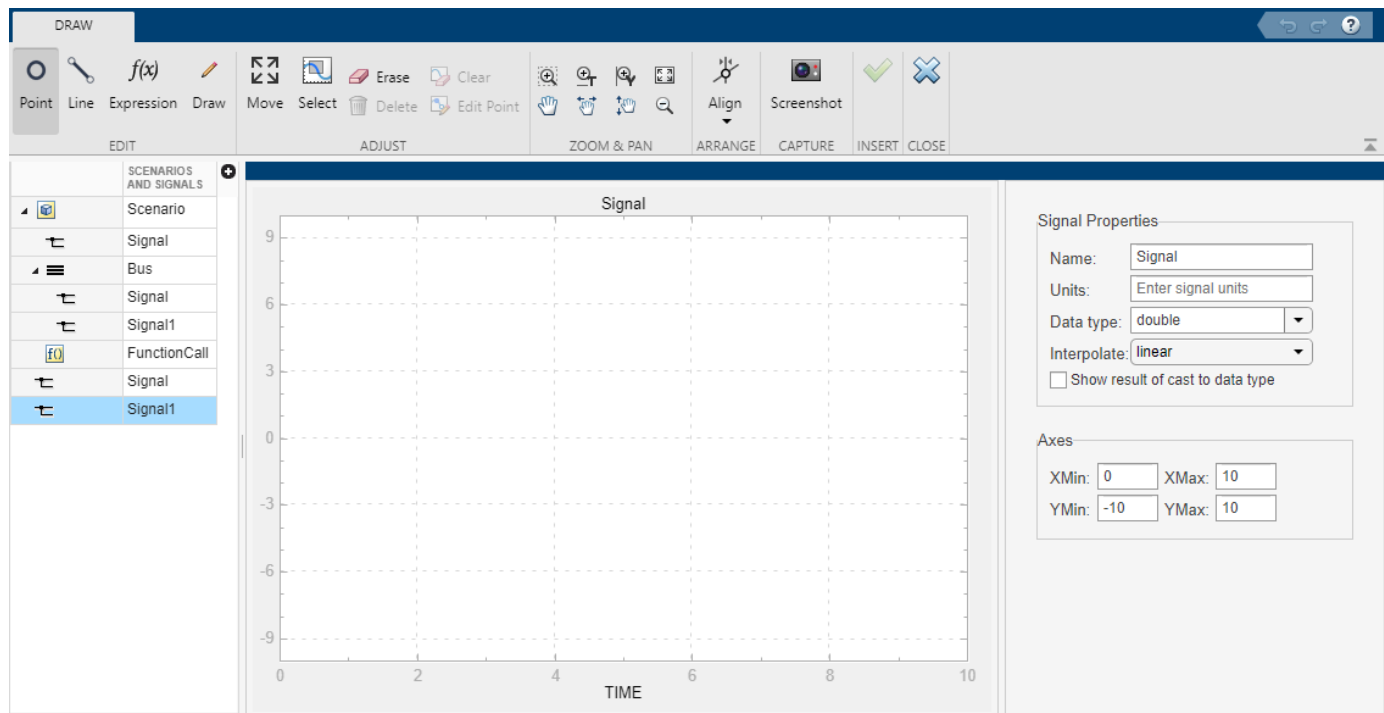 DRAW
?
f(x)
Erase
Clear
Point Line Expression Draw
Move Select
Delete
Edit Point
Align
Screenshot
EDIT
ADJUST
ZOOM & PAN
ARRANGE
CAPTURE
INSERT
CLOSE
SCENARIOS
AND SIGNALS
Scenario
Signal
Bus
Signal
Signal1
f() FunctionCall
Signal
Signal1
Signal
9
6
3
0
-3
-6
-9
0 2 4 6 8 10
TIME
Signal Properties
Name: Signal
Units: Enter signal units
Data type: double
Interpolate: linear
Show result of cast to data type
Axes
XMin: 0 XMax: 10
YMin: -10 YMax: 10